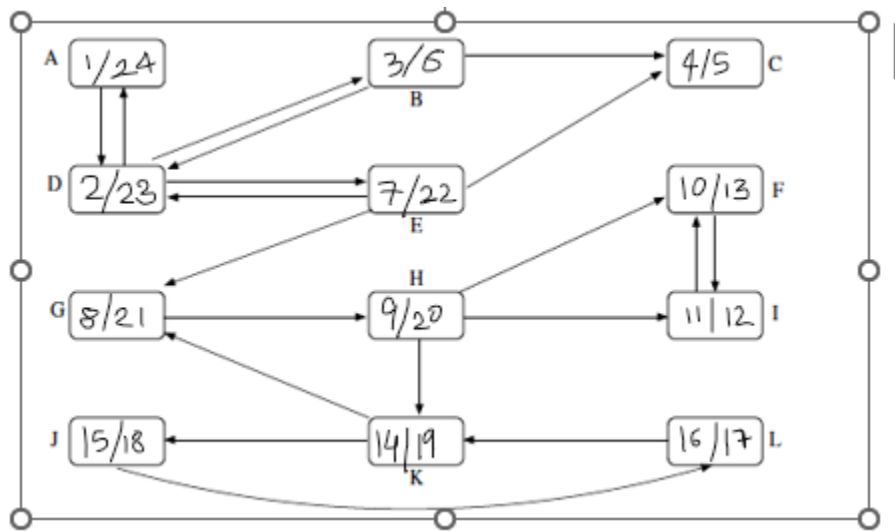 A 1/24
3/6
B
4/5 C
D 2/23
7/22
E
10/13 F
H
G 8/21
9/20
11|12 I
J 15/18
14|19
K
16/17 L